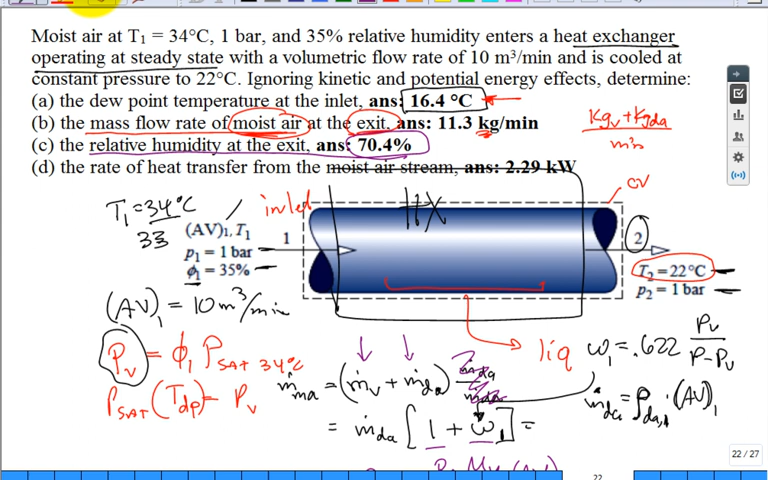 Moist air at T1 = 34°C, 1 bar, and 35% relative humidity enters a heat exchanger
operating at steady state with a volumetric flow rate of 10 m³/min and is cooled at
constant pressure to 22°C. Ignoring kinetic and potential energy effects, determine:
(a) the dew point temperature at the inlet, ans: 16.4 °C
(b) the mass flow rate of moist air at the exit, ans: 11.3 kg/min
(c) the relative humidity at the exit, ans: 70.4%
(d) the rate of heat transfer from the moist air stream, ans: 2.29 kW
Kgv + Kgda
min
CV
T1 = 34°C
33
inlet
HX
(AV)1, T1
p1 = 1 bar
ϕ1 = 35%
1
2
T2 = 22°C
p2 = 1 bar
(AV)1 = 10 m³/min
liq
ω1 = .622 Pv / P-Pv
Pv = ϕ1 PSAT 34°C
PSAT (Tdp) = Pv
ṁma = (ṁv + ṁda)
= ṁda [1 + ω1] =
ṁda = ρda,1 · (AV)1
22 / 27
22